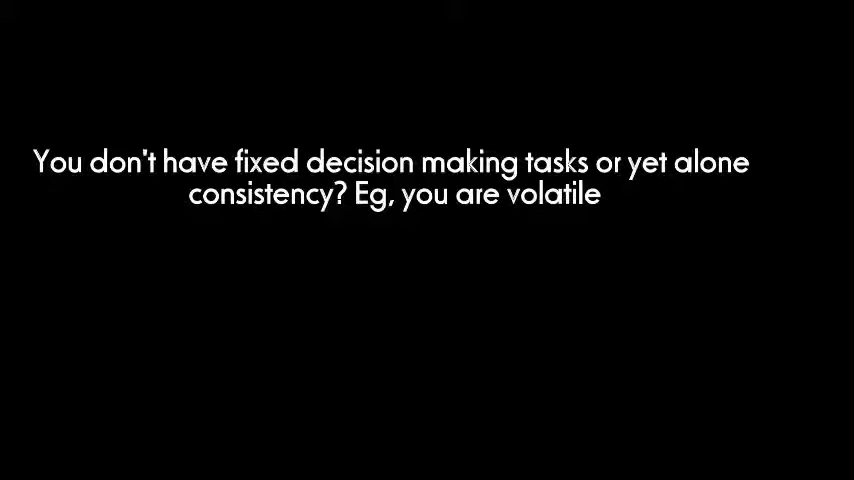 You don't have fixed decision making tasks or yet alone
consistency? Eg, you are volatile